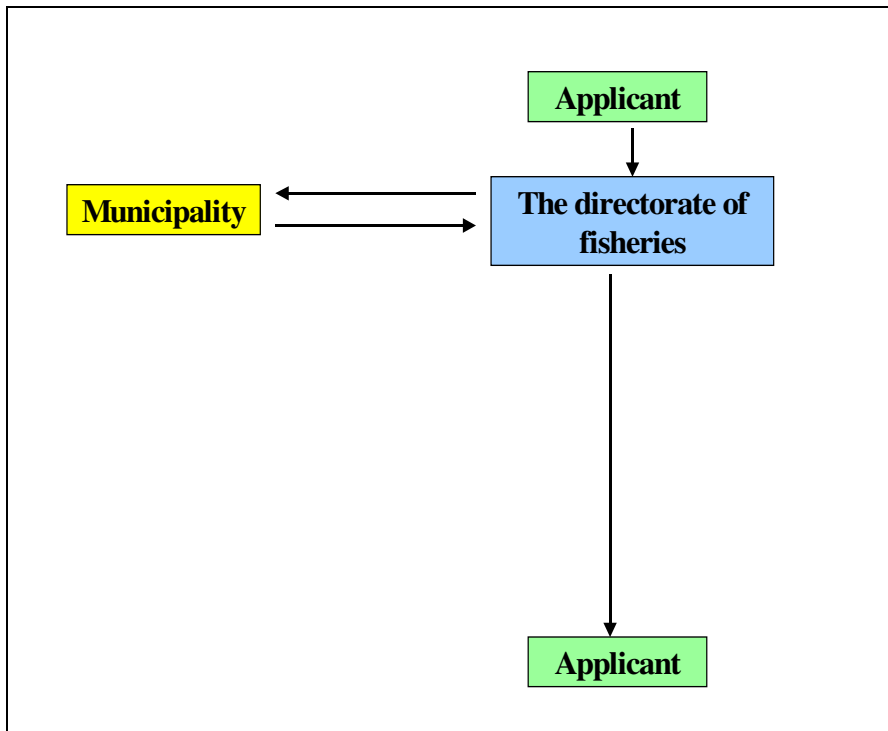 Applicant
Municipality
The directorate of
fisheries
Applicant